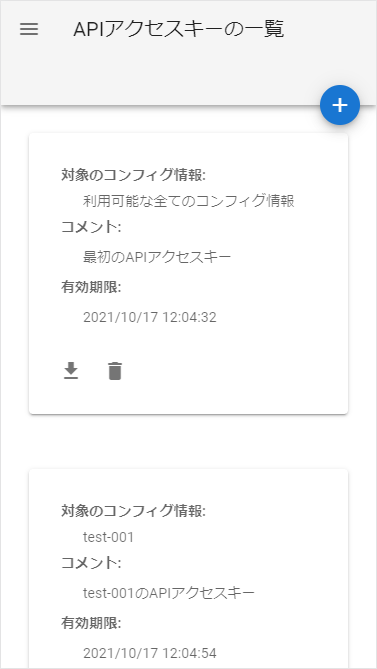 APIアクセスキーの一覧
対象のコンフィグ情報:
利用可能な全てのコンフィグ情報
コメント:
最初のAPIアクセスキー
有効期限:
2021/10/17 12:04:32
対象のコンフィグ情報:
test-001
コメント:
test-001のAPIアクセスキー
有効期限:
2021/10/17 12:04:54